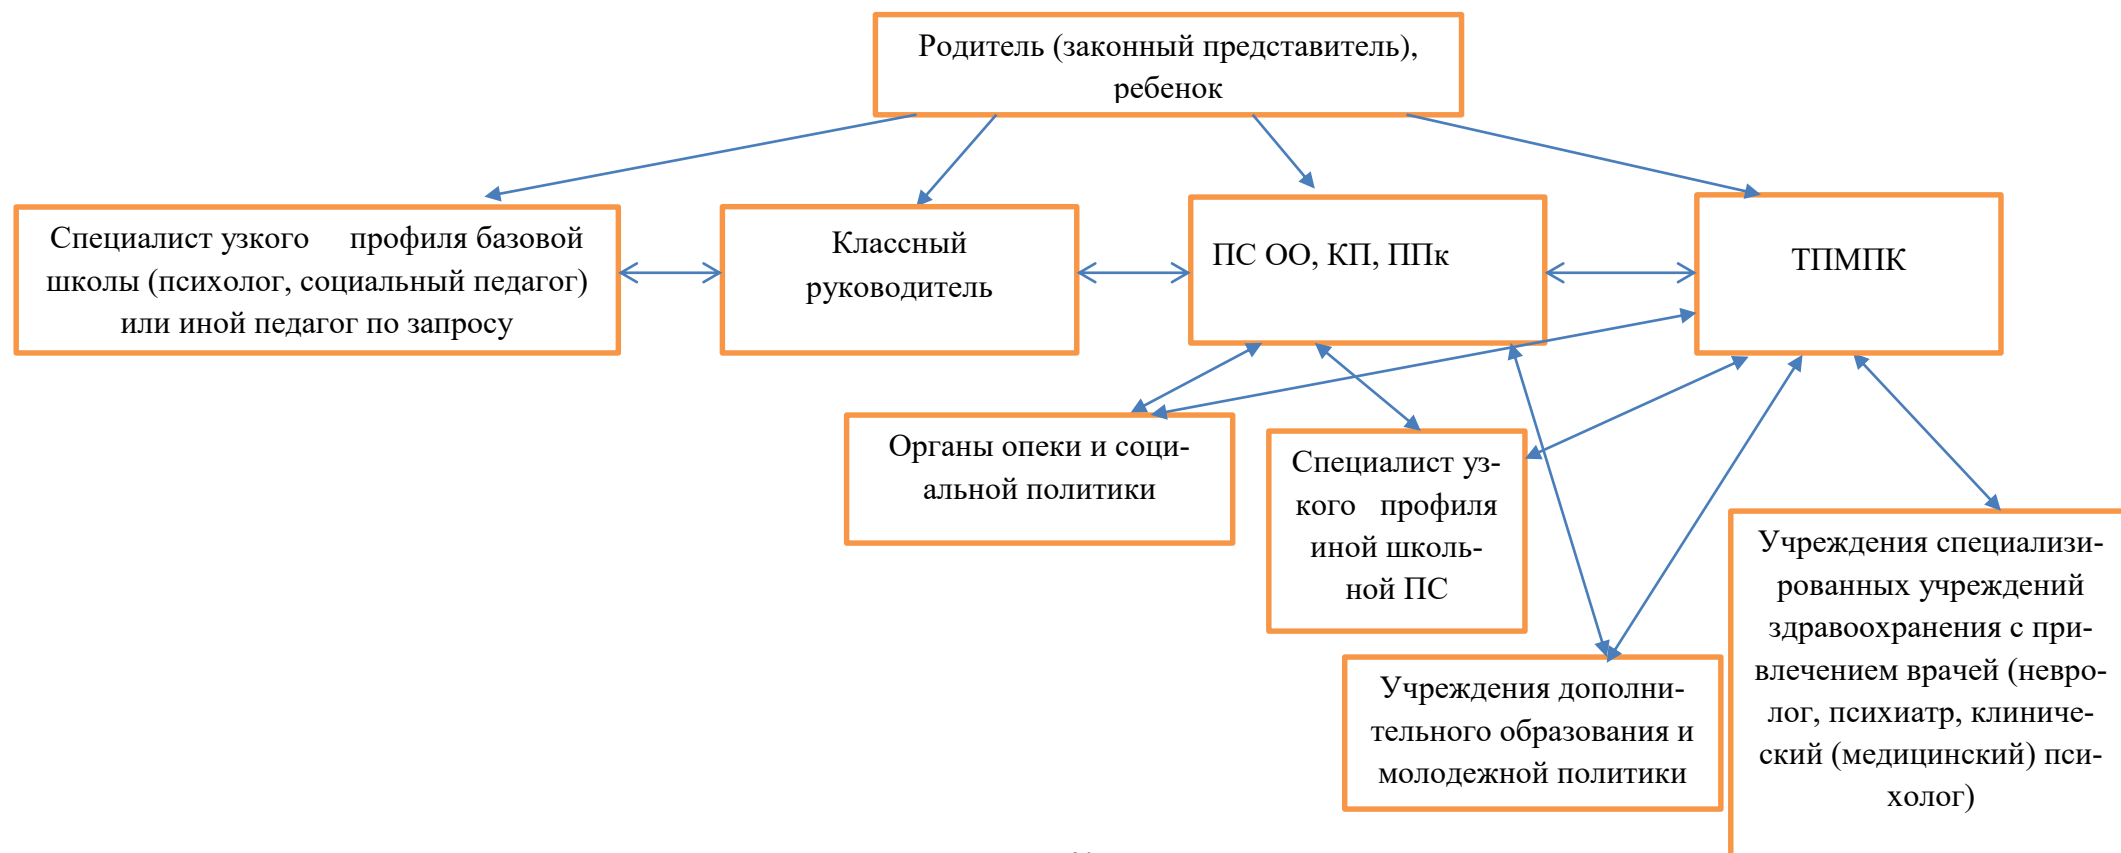 Родитель (законный представитель),
ребенок
Специалист узкого профиля базовой
школы (психолог, социальный педагог)
или иной педагог по запросу
Классный
руководитель
ПС ОО, КП, ППк
ТПМПК
Органы опеки и соци-
альной политики
Специалист уз-
кого профиля
иной школь-
ной ПС
Учреждения дополни-
тельного образования и
молодежной политики
Учреждения специализи-
рованных учреждений
здравоохранения с при-
влечением врачей (невро-
лог, психиатр, клиниче-
ский (медицинский) пси-
холог)